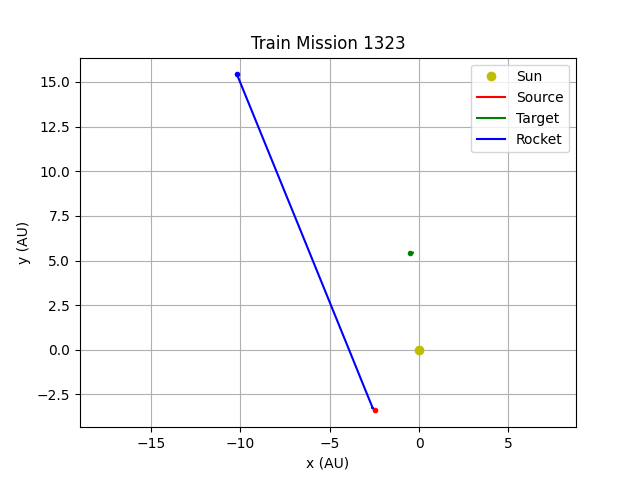 Train Mission 1323
Sun
Source
Target
Rocket
15.0
12.5
10.0
7.5
5.0
2.5
0.0
−2.5
y (AU)
−15
−10
−5
0
5
x (AU)